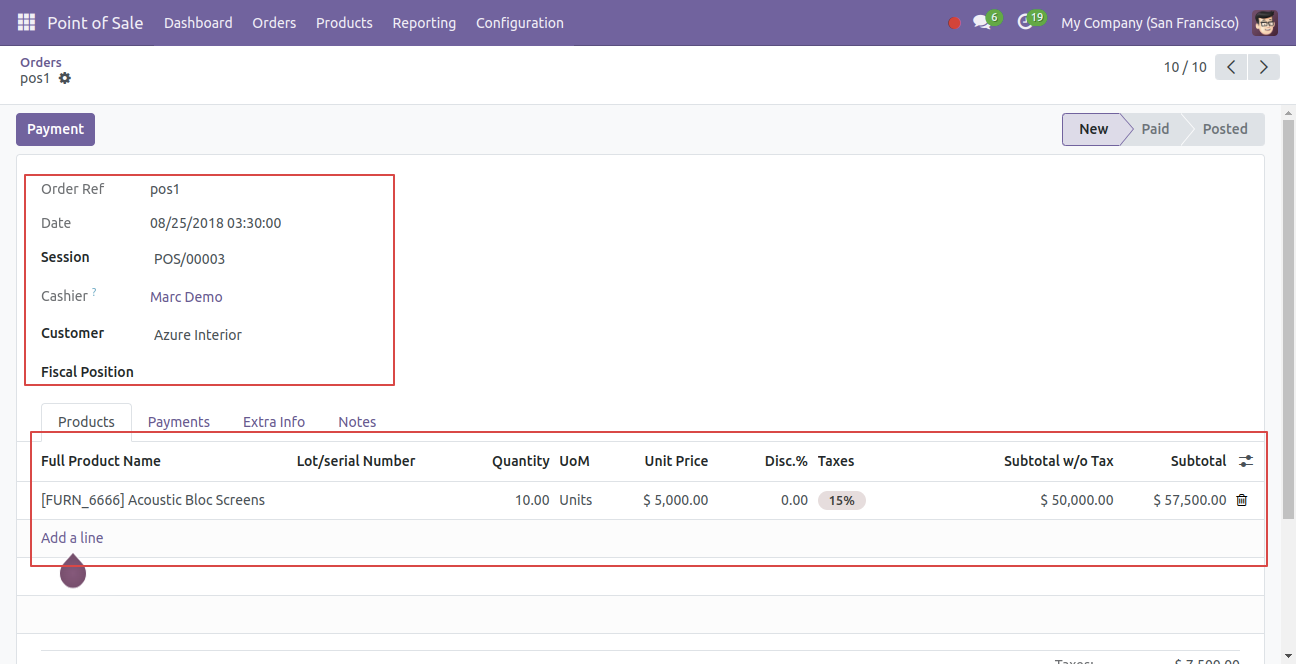 Point of Sale Dashboard Orders Products Reporting Configuration 6 19 My Company (San Francisco)
Orders
pos1 10 / 10
Payment New Paid Posted
Order Ref pos1
Date 08/25/2018 03:30:00
Session POS/00003
Cashier ? Marc Demo
Customer Azure Interior
Fiscal Position
Products Payments Extra Info Notes
Full Product Name Lot/serial Number Quantity UoM Unit Price Disc.% Taxes Subtotal w/o Tax Subtotal
[FURN_6666] Acoustic Bloc Screens 10.00 Units $ 5,000.00 0.00 15% $ 50,000.00 $ 57,500.00
Add a line
Taxes: $ 7,500.00